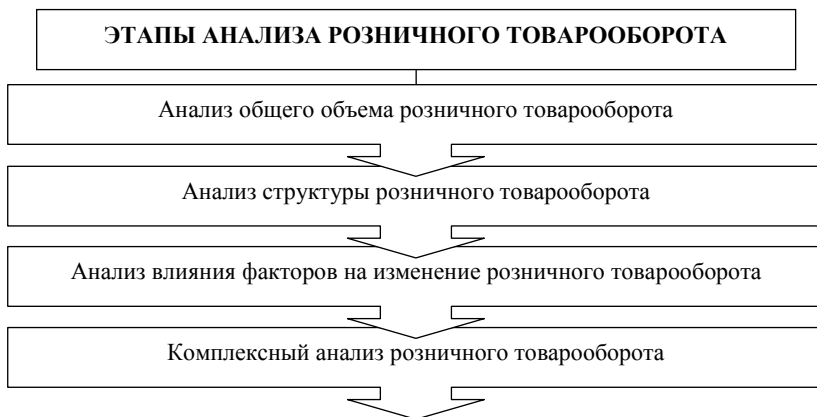 ЭТАПЫ АНАЛИЗА РОЗНИЧНОГО ТОВАРООБОРОТА
Анализ общего объема розничного товарооборота
Анализ структуры розничного товарооборота
Анализ влияния факторов на изменение розничного товарооборота
Комплексный анализ розничного товарооборота